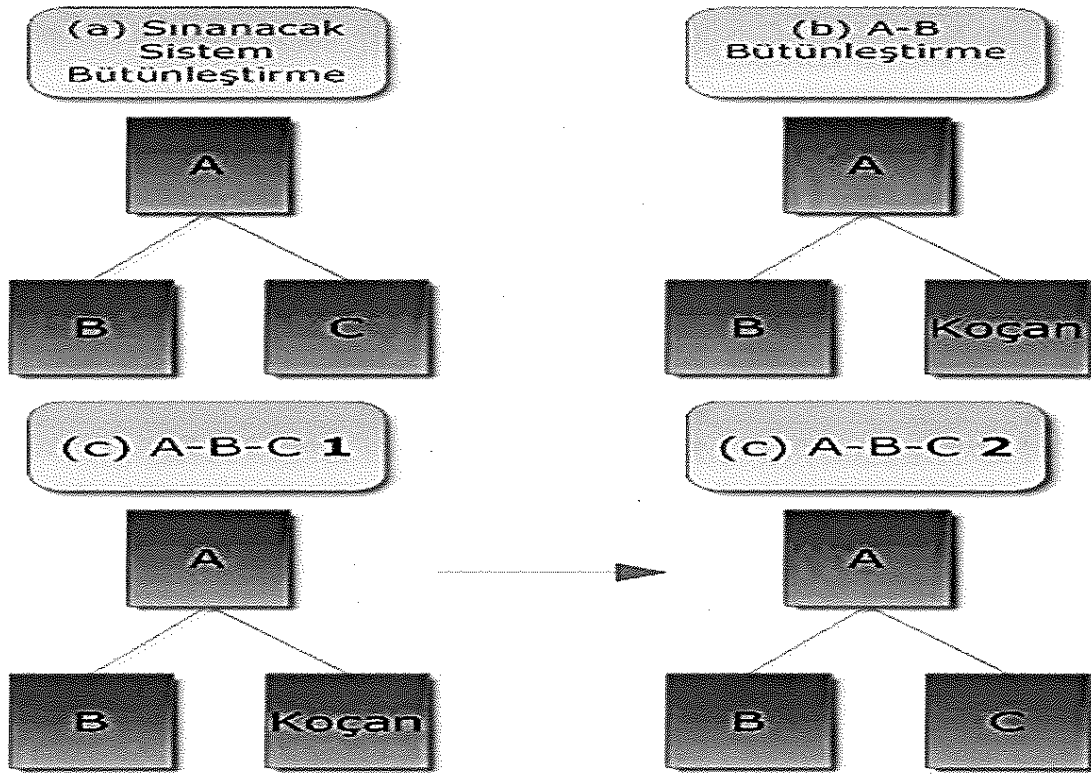 (a) Sınanacak
Sistem
Bütünleştirme
(b) A-B
Bütünleştirme
A
A
B
C
B
Koçan
(c) A-B-C 1
(c) A-B-C 2
A
A
B
Koçan
B
C